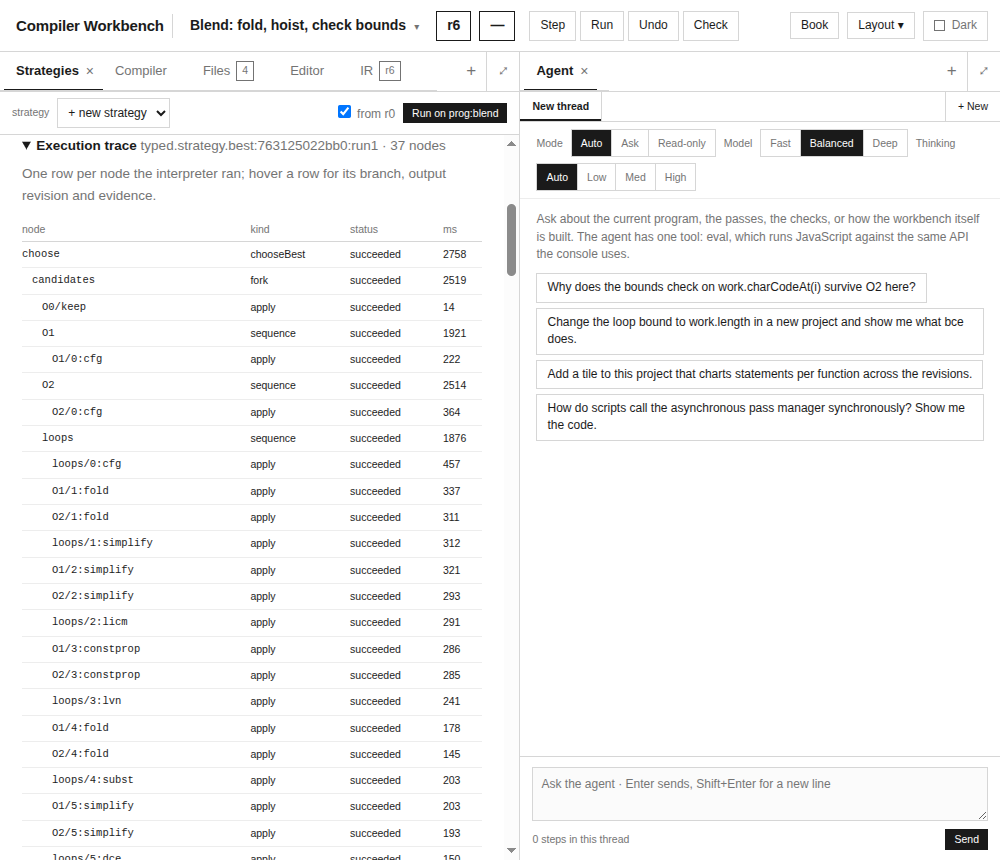 Compiler Workbench
Blend: fold, hoist, check bounds ▾
r6
—
Step
Run
Undo
Check
Book
Layout ▾
Dark
Strategies ×
Compiler
Files 4
Editor
IR r6
+
⤢
strategy
+ new strategy
from r0
Run on prog:blend
▼ Execution trace typed.strategy.best:763125022bb0:run1 · 37 nodes
One row per node the interpreter ran; hover a row for its branch, output
revision and evidence.
node kind status ms
choose chooseBest succeeded 2758
candidates fork succeeded 2519
O0/keep apply succeeded 14
O1 sequence succeeded 1921
O1/0:cfg apply succeeded 222
O2 sequence succeeded 2514
O2/0:cfg apply succeeded 364
loops sequence succeeded 1876
loops/0:cfg apply succeeded 457
O1/1:fold apply succeeded 337
O2/1:fold apply succeeded 311
loops/1:simplify apply succeeded 312
O1/2:simplify apply succeeded 321
O2/2:simplify apply succeeded 293
loops/2:licm apply succeeded 291
O1/3:constprop apply succeeded 286
O2/3:constprop apply succeeded 285
loops/3:lvn apply succeeded 241
O1/4:fold apply succeeded 178
O2/4:fold apply succeeded 145
loops/4:subst apply succeeded 203
O1/5:simplify apply succeeded 203
O2/5:simplify apply succeeded 193
loops/5:dce apply succeeded 150
Agent ×
+
⤢
New thread
+ New
Mode Auto Ask Read-only Model Fast Balanced Deep Thinking
Auto Low Med High
Ask about the current program, the passes, the checks, or how the workbench itself
is built. The agent has one tool: eval, which runs JavaScript against the same API
the console uses.
Why does the bounds check on work.charCodeAt(i) survive O2 here?
Change the loop bound to work.length in a new project and show me what bce
does.
Add a tile to this project that charts statements per function across the revisions.
How do scripts call the asynchronous pass manager synchronously? Show me
the code.
Ask the agent · Enter sends, Shift+Enter for a new line
0 steps in this thread
Send